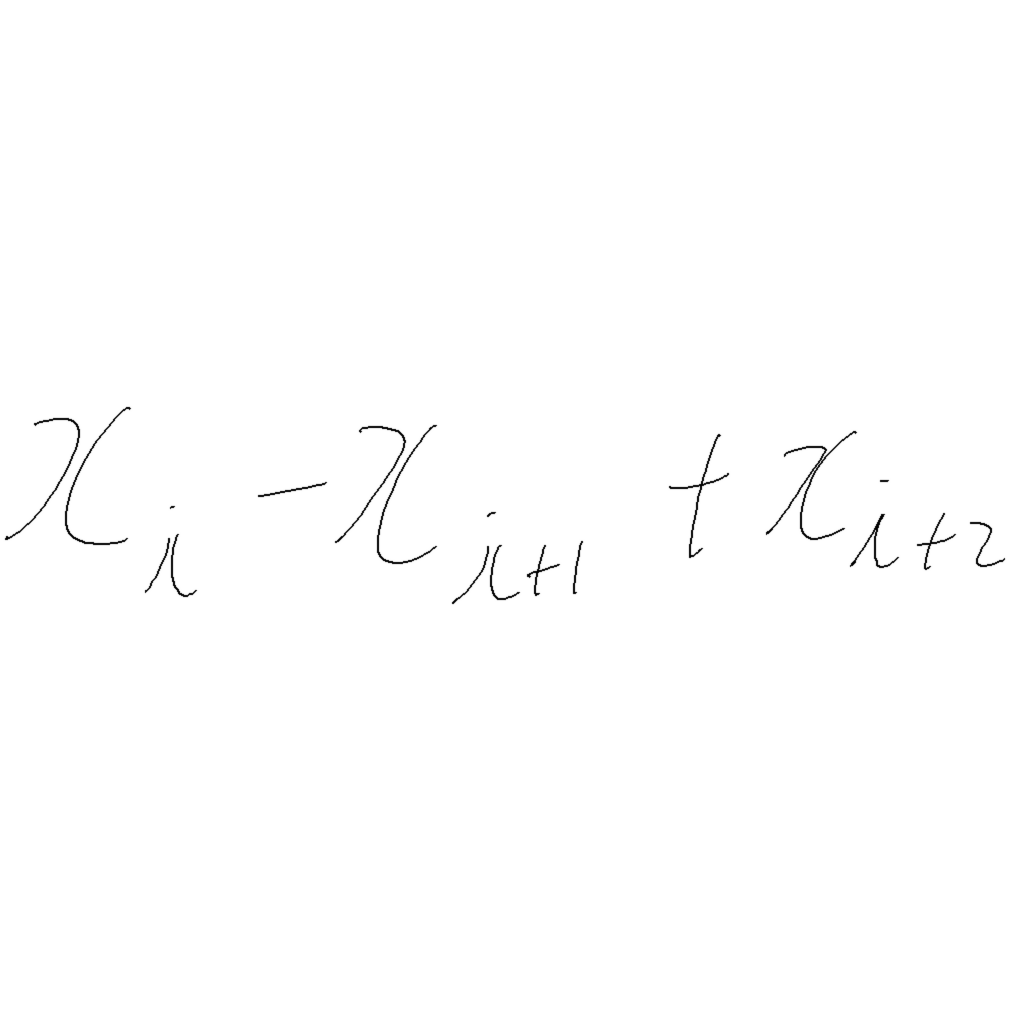 x_i - x_{i+1} + x_{i+2}